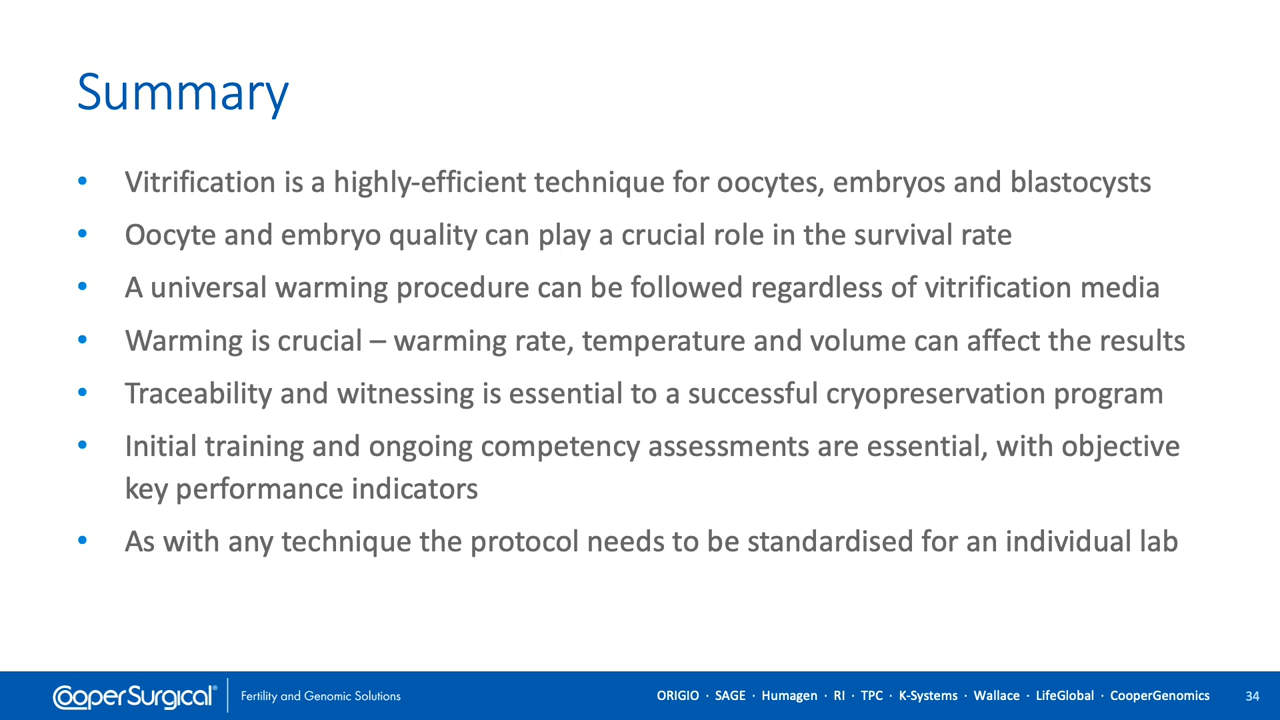 Summary
• Vitrification is a highly-efficient technique for oocytes, embryos and blastocysts
• Oocyte and embryo quality can play a crucial role in the survival rate
• A universal warming procedure can be followed regardless of vitrification media
• Warming is crucial – warming rate, temperature and volume can affect the results
• Traceability and witnessing is essential to a successful cryopreservation program
• Initial training and ongoing competency assessments are essential, with objective
key performance indicators
• As with any technique the protocol needs to be standardised for an individual lab
CooperSurgical® Fertility and Genomic Solutions ORIGIO · SAGE · Humagen · RI · TPC · K-Systems · Wallace · LifeGlobal · CooperGenomics 34